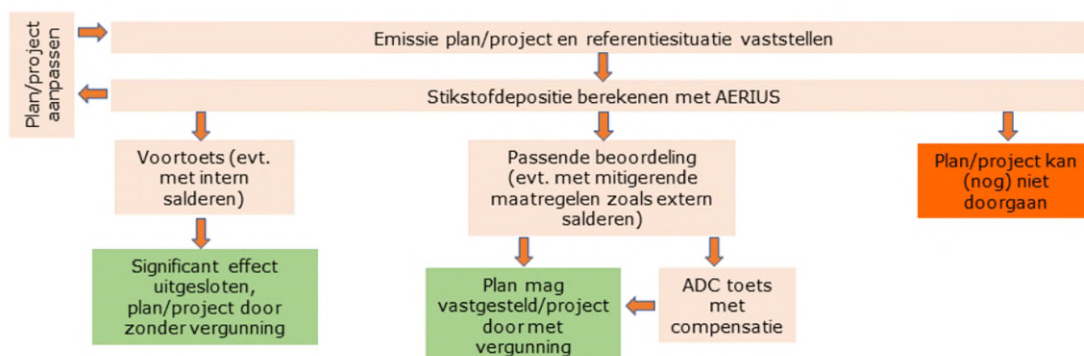 Plan/project
aanpassen
Emissie plan/project en referentiesituatie vaststellen
Stikstofdepositie berekenen met AERIUS
Voortoets (evt.
met intern
salderen)
Passende beoordeling
(evt. met mitigerende
maatregelen zoals extern
salderen)
Plan/project kan
(nog) niet
doorgaan
Significant effect
uitgesloten,
plan/project door
zonder vergunning
Plan mag
vastgesteld/project
door met
vergunning
ADC toets
met
compensatie